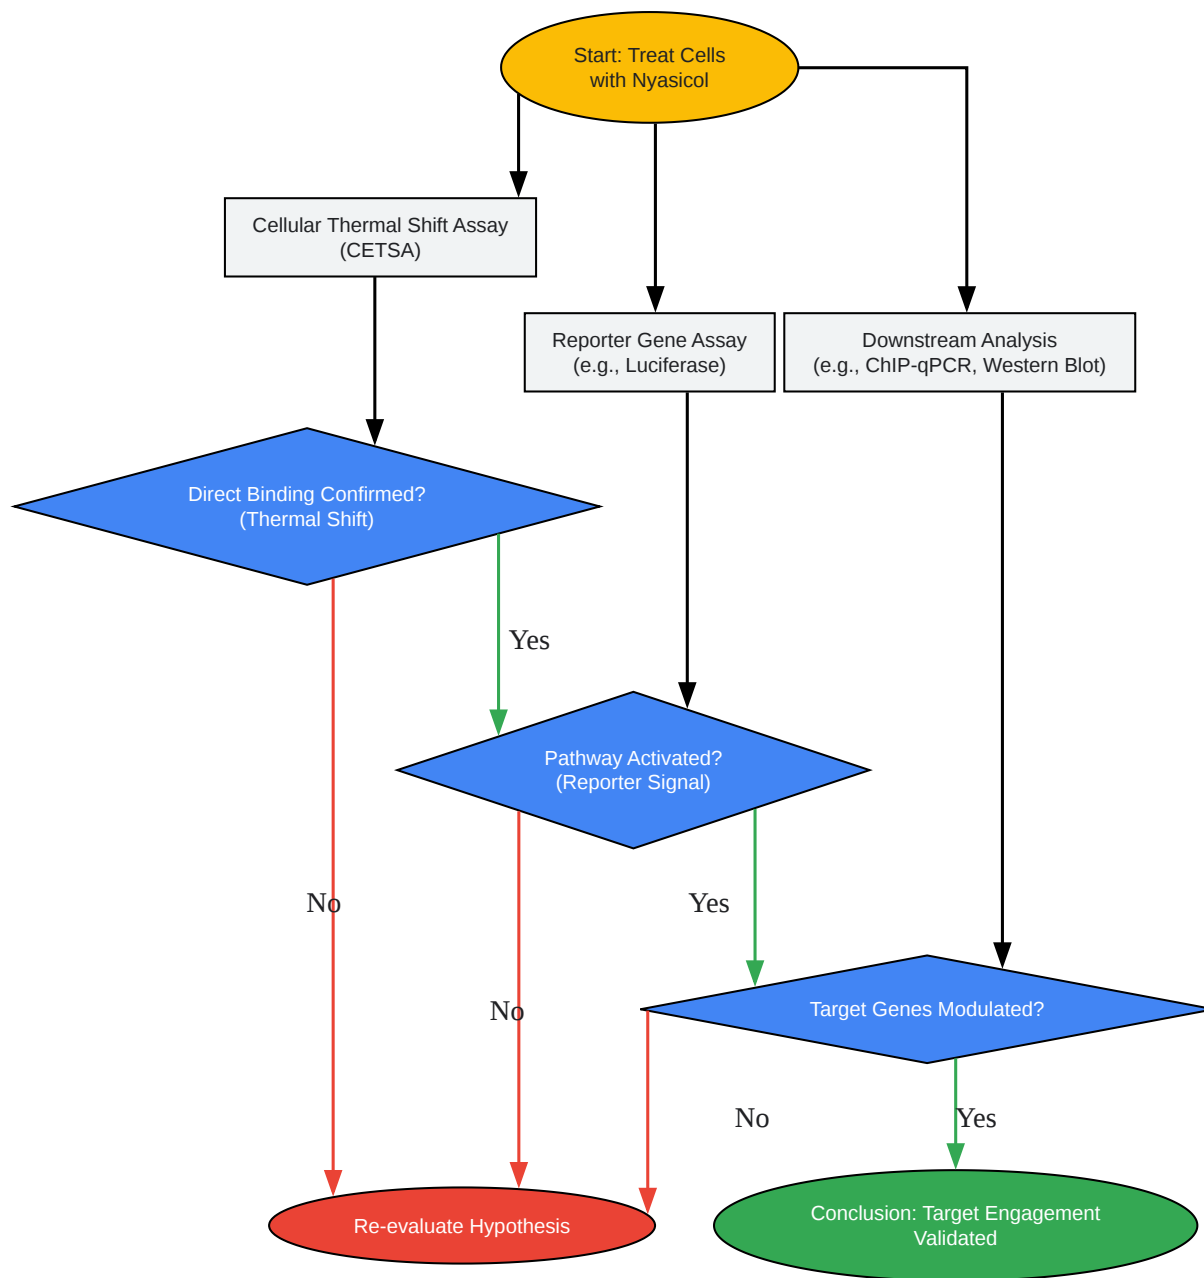 Start: Treat Cells
with Nyasicol
Cellular Thermal Shift Assay
(CETSA)
Reporter Gene Assay
(e.g., Luciferase)
Downstream Analysis
(e.g., ChIP-qPCR, Western Blot)
Direct Binding Confirmed?
(Thermal Shift)
Yes
Pathway Activated?
(Reporter Signal)
No
Yes
No
Target Genes Modulated?
No
Yes
Re-evaluate Hypothesis
Conclusion: Target Engagement
Validated